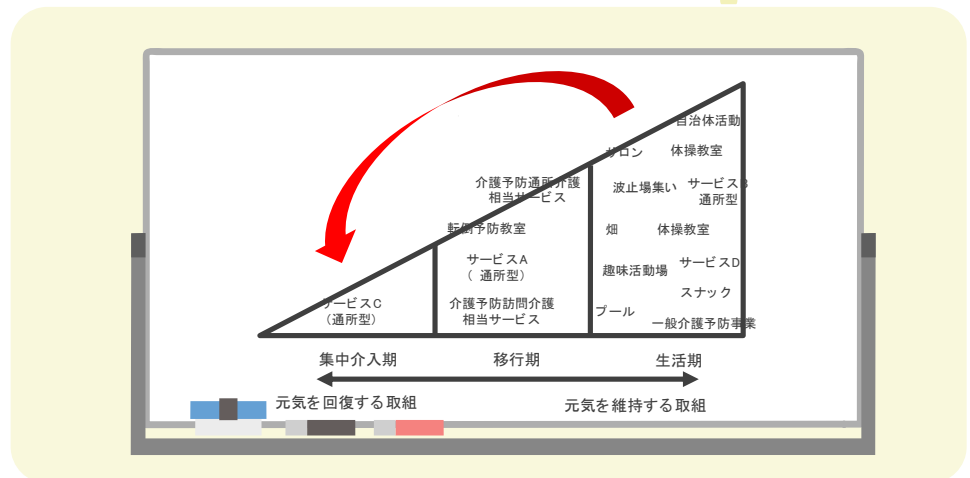 自治体活動
サロン
体操教室
介護予防通所介護
相当サービス
波止場集い
サービスB
通所型
転倒予防教室
畑
体操教室
サービスA
（ 通所型）
趣味活動場
サービスD
スナック
サービスC
（通所型）
介護予防訪問介護
相当サービス
プール
一般介護予防事業
集中介入期
移行期
生活期
元気を回復する取組
元気を維持する取組